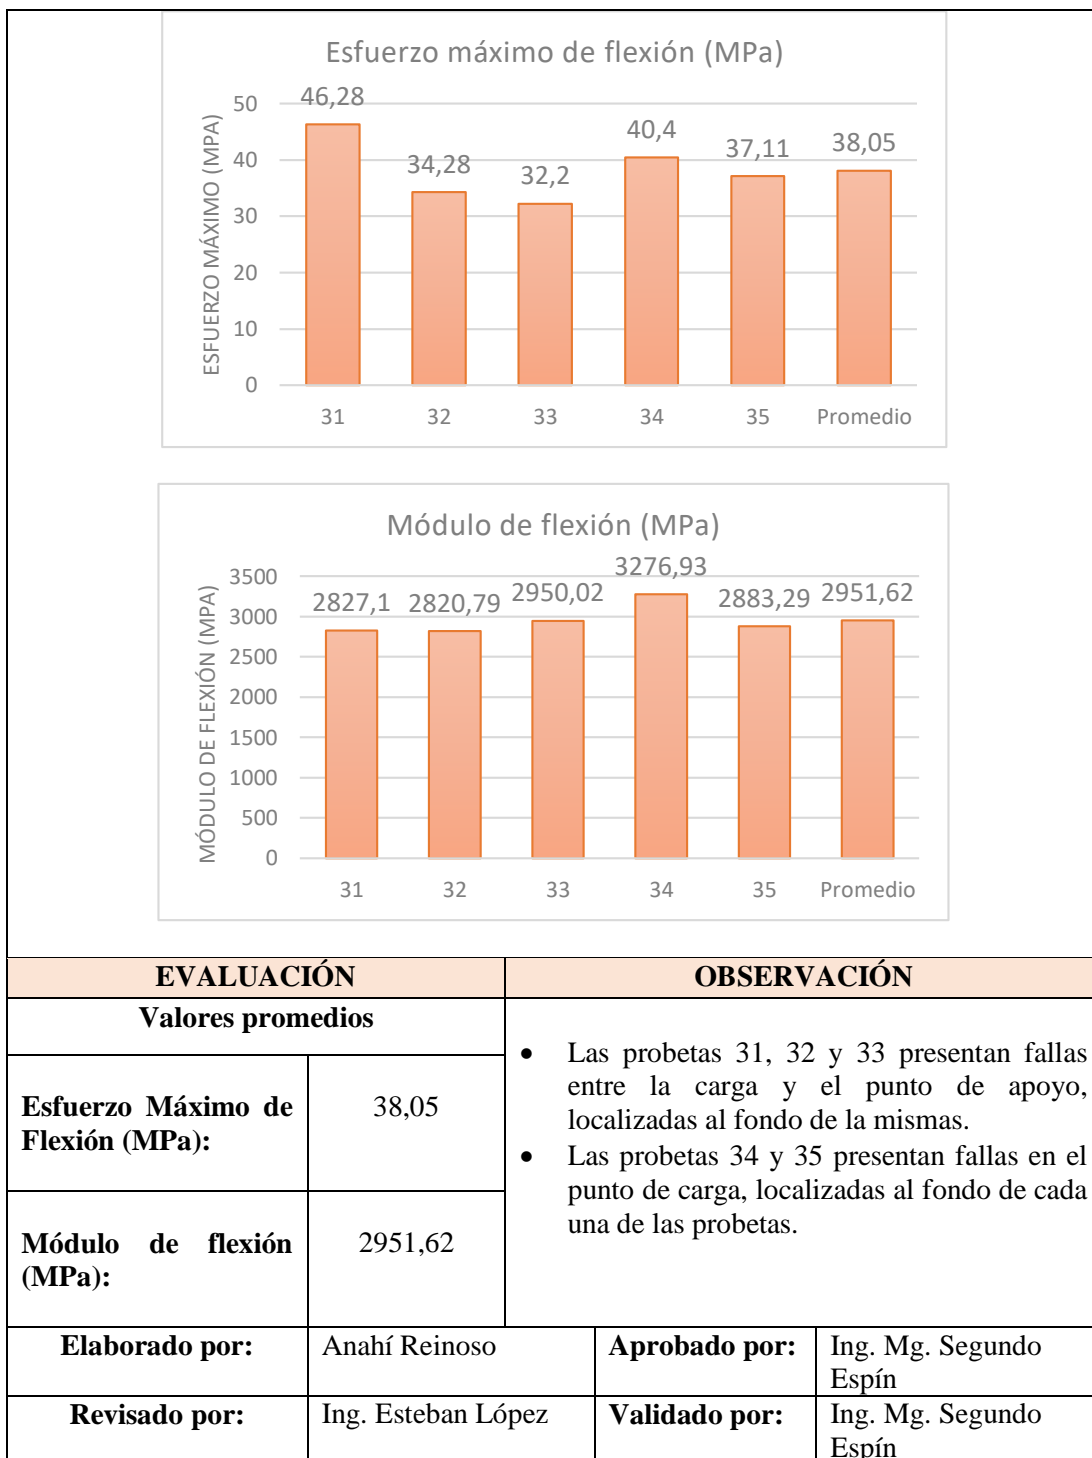 Esfuerzo máximo de flexión (MPa)
ESFUERZO MÁXIMO (MPA)
50
40
30
20
10
0
46,28
34,28
32,2
40,4
37,11
38,05
31 32 33 34 35 Promedio
Módulo de flexión (MPa)
MÓDULO DE FLEXIÓN (MPA)
3500
3000
2500
2000
1500
1000
500
0
2827,1
2820,79
2950,02
3276,93
2883,29
2951,62
31 32 33 34 35 Promedio
EVALUACIÓN
OBSERVACIÓN
Valores promedios
Esfuerzo Máximo de
Flexión (MPa):
38,05
Módulo de flexión
(MPa):
2951,62
• Las probetas 31, 32 y 33 presentan fallas
entre la carga y el punto de apoyo,
localizadas al fondo de la mismas.
• Las probetas 34 y 35 presentan fallas en el
punto de carga, localizadas al fondo de cada
una de las probetas.
Elaborado por:
Anahí Reinoso
Aprobado por:
Ing. Mg. Segundo
Espín
Revisado por:
Ing. Esteban López
Validado por:
Ing. Mg. Segundo
Espín